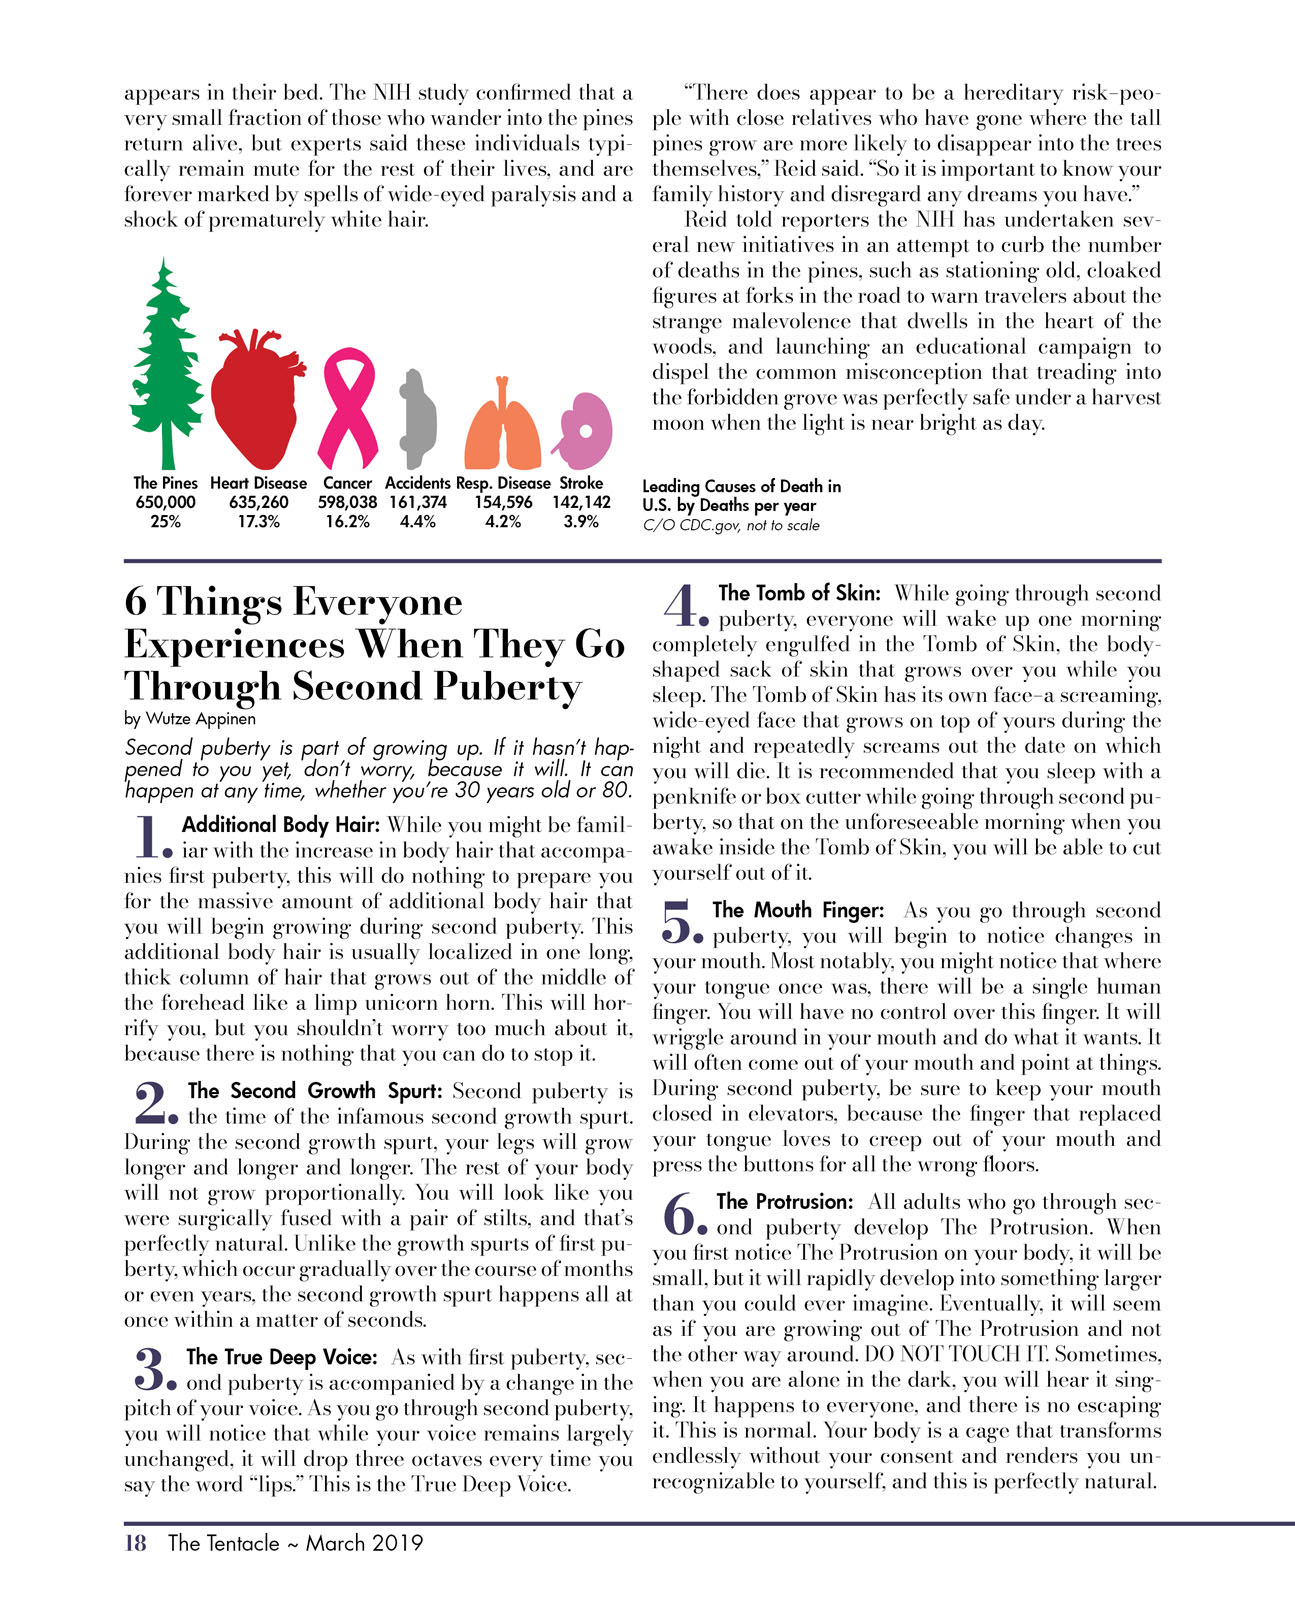 appears in their bed. The NIH study confirmed that a
very small fraction of those who wander into the pines
return alive, but experts said these individuals typi-
cally remain mute for the rest of their lives, and are
forever marked by spells of wide-eyed paralysis and a
shock of prematurely white hair.
The Pines Heart Disease Cancer Accidents Resp. Disease Stroke
650,000 635,260 598,038 161,374 154,596 142,142
25% 17.3% 16.2% 4.4% 4.2% 3.9%
“There does appear to be a hereditary risk–peo-
ple with close relatives who have gone where the tall
pines grow are more likely to disappear into the trees
themselves,” Reid said. “So it is important to know your
family history and disregard any dreams you have.”
Reid told reporters the NIH has undertaken sev-
eral new initiatives in an attempt to curb the number
of deaths in the pines, such as stationing old, cloaked
figures at forks in the road to warn travelers about the
strange malevolence that dwells in the heart of the
woods, and launching an educational campaign to
dispel the common misconception that treading into
the forbidden grove was perfectly safe under a harvest
moon when the light is near bright as day.
Leading Causes of Death in
U.S. by Deaths per year
C/O CDC.gov, not to scale
6 Things Everyone
Experiences When They Go
Through Second Puberty
by Wutze Appinen
Second puberty is part of growing up. If it hasn’t hap-
pened to you yet, don’t worry, because it will. It can
happen at any time, whether you’re 30 years old or 80.
1. Additional Body Hair: While you might be famil-
iar with the increase in body hair that accompa-
nies first puberty, this will do nothing to prepare you
for the massive amount of additional body hair that
you will begin growing during second puberty. This
additional body hair is usually localized in one long,
thick column of hair that grows out of the middle of
the forehead like a limp unicorn horn. This will hor-
rify you, but you shouldn’t worry too much about it,
because there is nothing that you can do to stop it.
2. The Second Growth Spurt: Second puberty is
the time of the infamous second growth spurt.
During the second growth spurt, your legs will grow
longer and longer and longer. The rest of your body
will not grow proportionally. You will look like you
were surgically fused with a pair of stilts, and that’s
perfectly natural. Unlike the growth spurts of first pu-
berty, which occur gradually over the course of months
or even years, the second growth spurt happens all at
once within a matter of seconds.
3. The True Deep Voice: As with first puberty, sec-
ond puberty is accompanied by a change in the
pitch of your voice. As you go through second puberty,
you will notice that while your voice remains largely
unchanged, it will drop three octaves every time you
say the word “lips.” This is the True Deep Voice.
4. The Tomb of Skin: While going through second
puberty, everyone will wake up one morning
completely engulfed in the Tomb of Skin, the body-
shaped sack of skin that grows over you while you
sleep. The Tomb of Skin has its own face–a screaming,
wide-eyed face that grows on top of yours during the
night and repeatedly screams out the date on which
you will die. It is recommended that you sleep with a
penknife or box cutter while going through second pu-
berty, so that on the unforeseeable morning when you
awake inside the Tomb of Skin, you will be able to cut
yourself out of it.
5. The Mouth Finger: As you go through second
puberty, you will begin to notice changes in
your mouth. Most notably, you might notice that where
your tongue once was, there will be a single human
finger. You will have no control over this finger. It will
wriggle around in your mouth and do what it wants. It
will often come out of your mouth and point at things.
During second puberty, be sure to keep your mouth
closed in elevators, because the finger that replaced
your tongue loves to creep out of your mouth and
press the buttons for all the wrong floors.
6. The Protrusion: All adults who go through sec-
ond puberty develop The Protrusion. When
you first notice The Protrusion on your body, it will be
small, but it will rapidly develop into something larger
than you could ever imagine. Eventually, it will seem
as if you are growing out of The Protrusion and not
the other way around. DO NOT TOUCH IT. Sometimes,
when you are alone in the dark, you will hear it sing-
ing. It happens to everyone, and there is no escaping
it. This is normal. Your body is a cage that transforms
endlessly without your consent and renders you un-
recognizable to yourself, and this is perfectly natural.
18 The Tentacle ~ March 2019